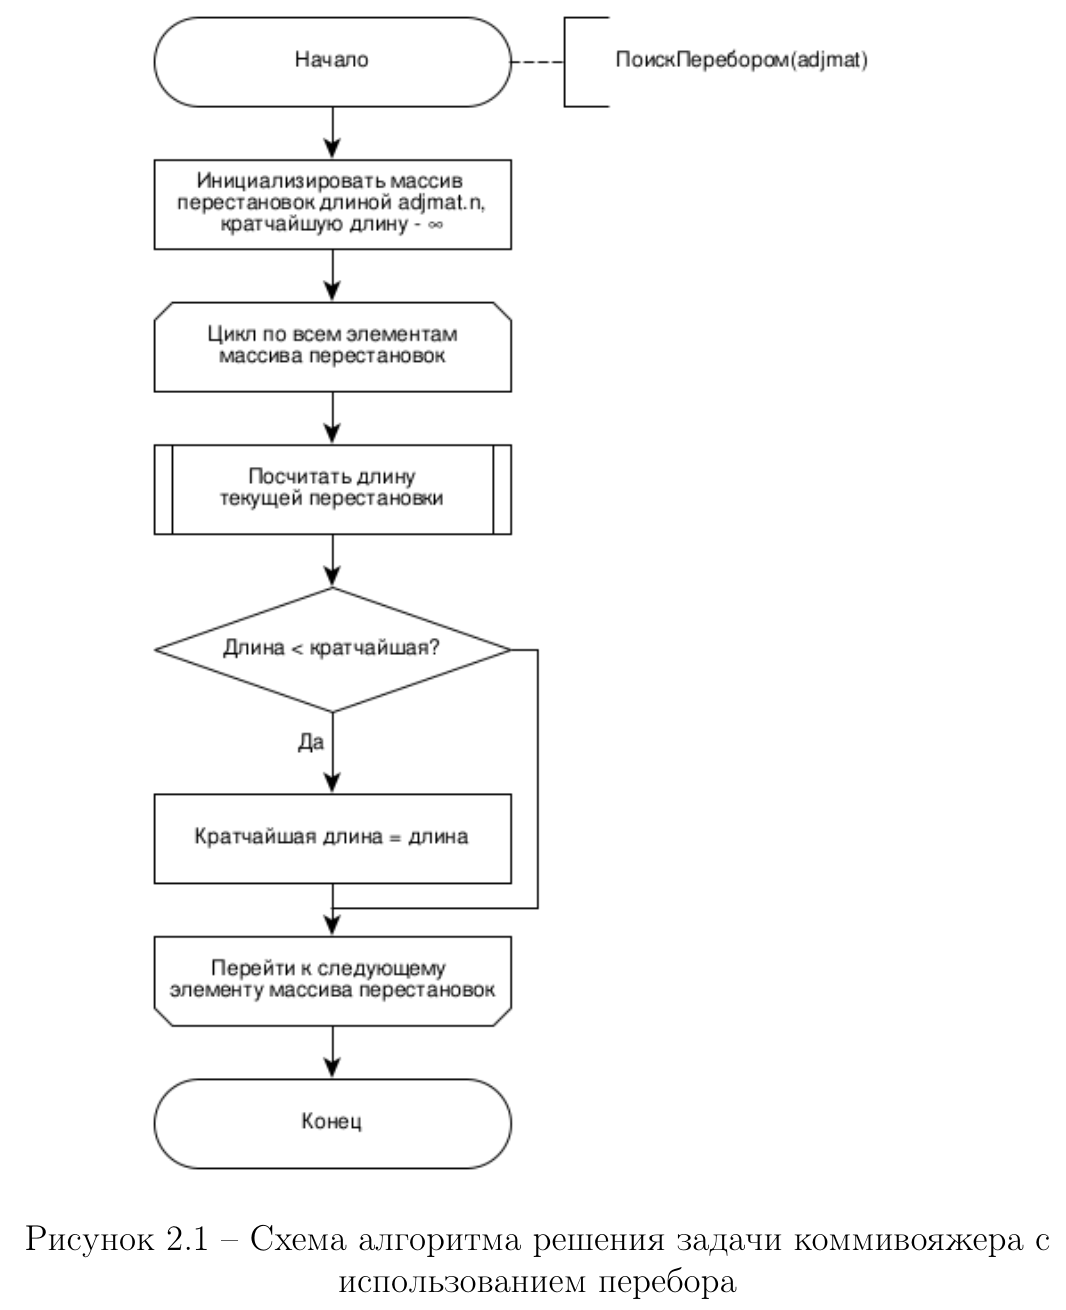 Начало
ПоискПеребором(adjmat)
Инициализировать массив
перестановок длиной adjmat.n,
кратчайшую длину - ∞
Цикл по всем элементам
массива перестановок
Посчитать длину
текущей перестановки
Длина < кратчайшая?
Да
Кратчайшая длина = длина
Перейти к следующему
элементу массива перестановок
Конец
Рисунок 2.1 – Схема алгоритма решения задачи коммивояжера с
использованием перебора